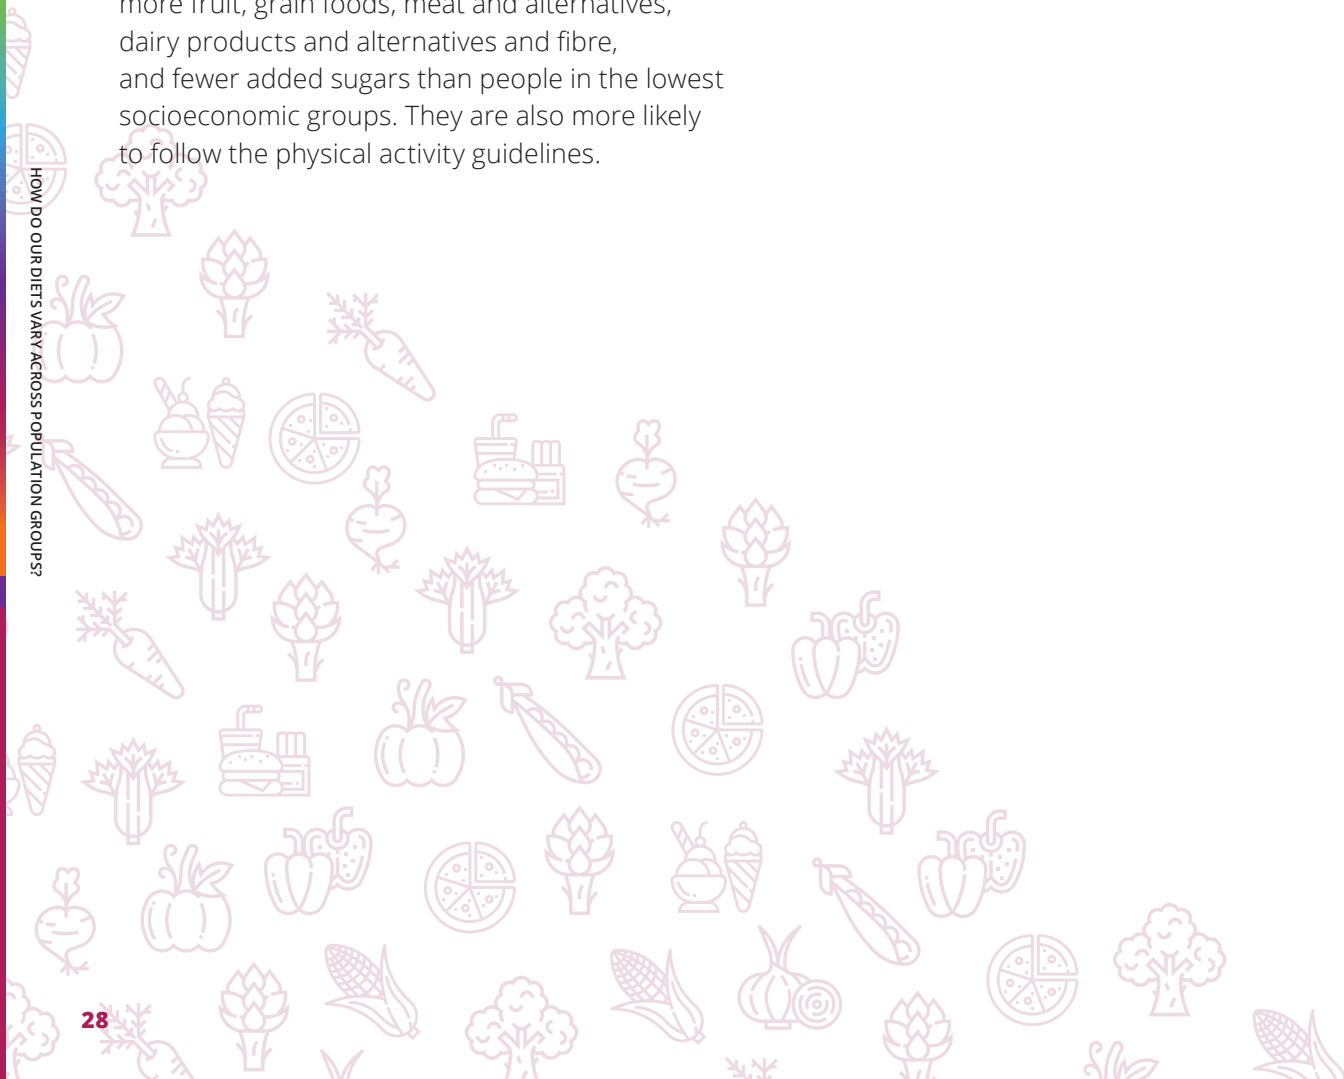 more fruit, grain foods, meat and alternatives,
dairy products and alternatives and fibre,
and fewer added sugars than people in the lowest
socioeconomic groups. They are also more likely
to follow the physical activity guidelines.
HOW DO OUR DIETS VARY ACROSS POPULATION GROUPS?
28